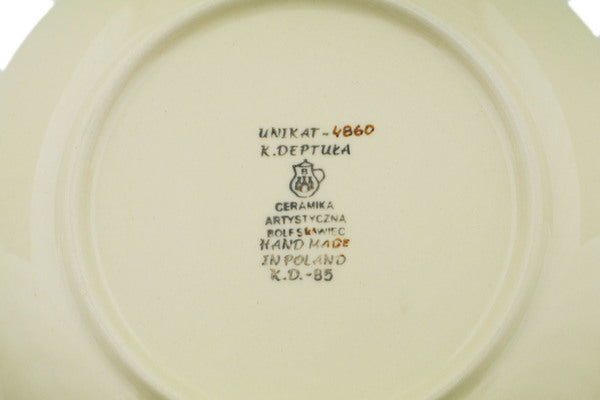 UNIKAT - 4860
K. DEPTUŁA
B
CERAMIKA
ARTYSTYCZNA
BOLESŁAWIEC
HAND MADE
IN POLAND
K.D.-85